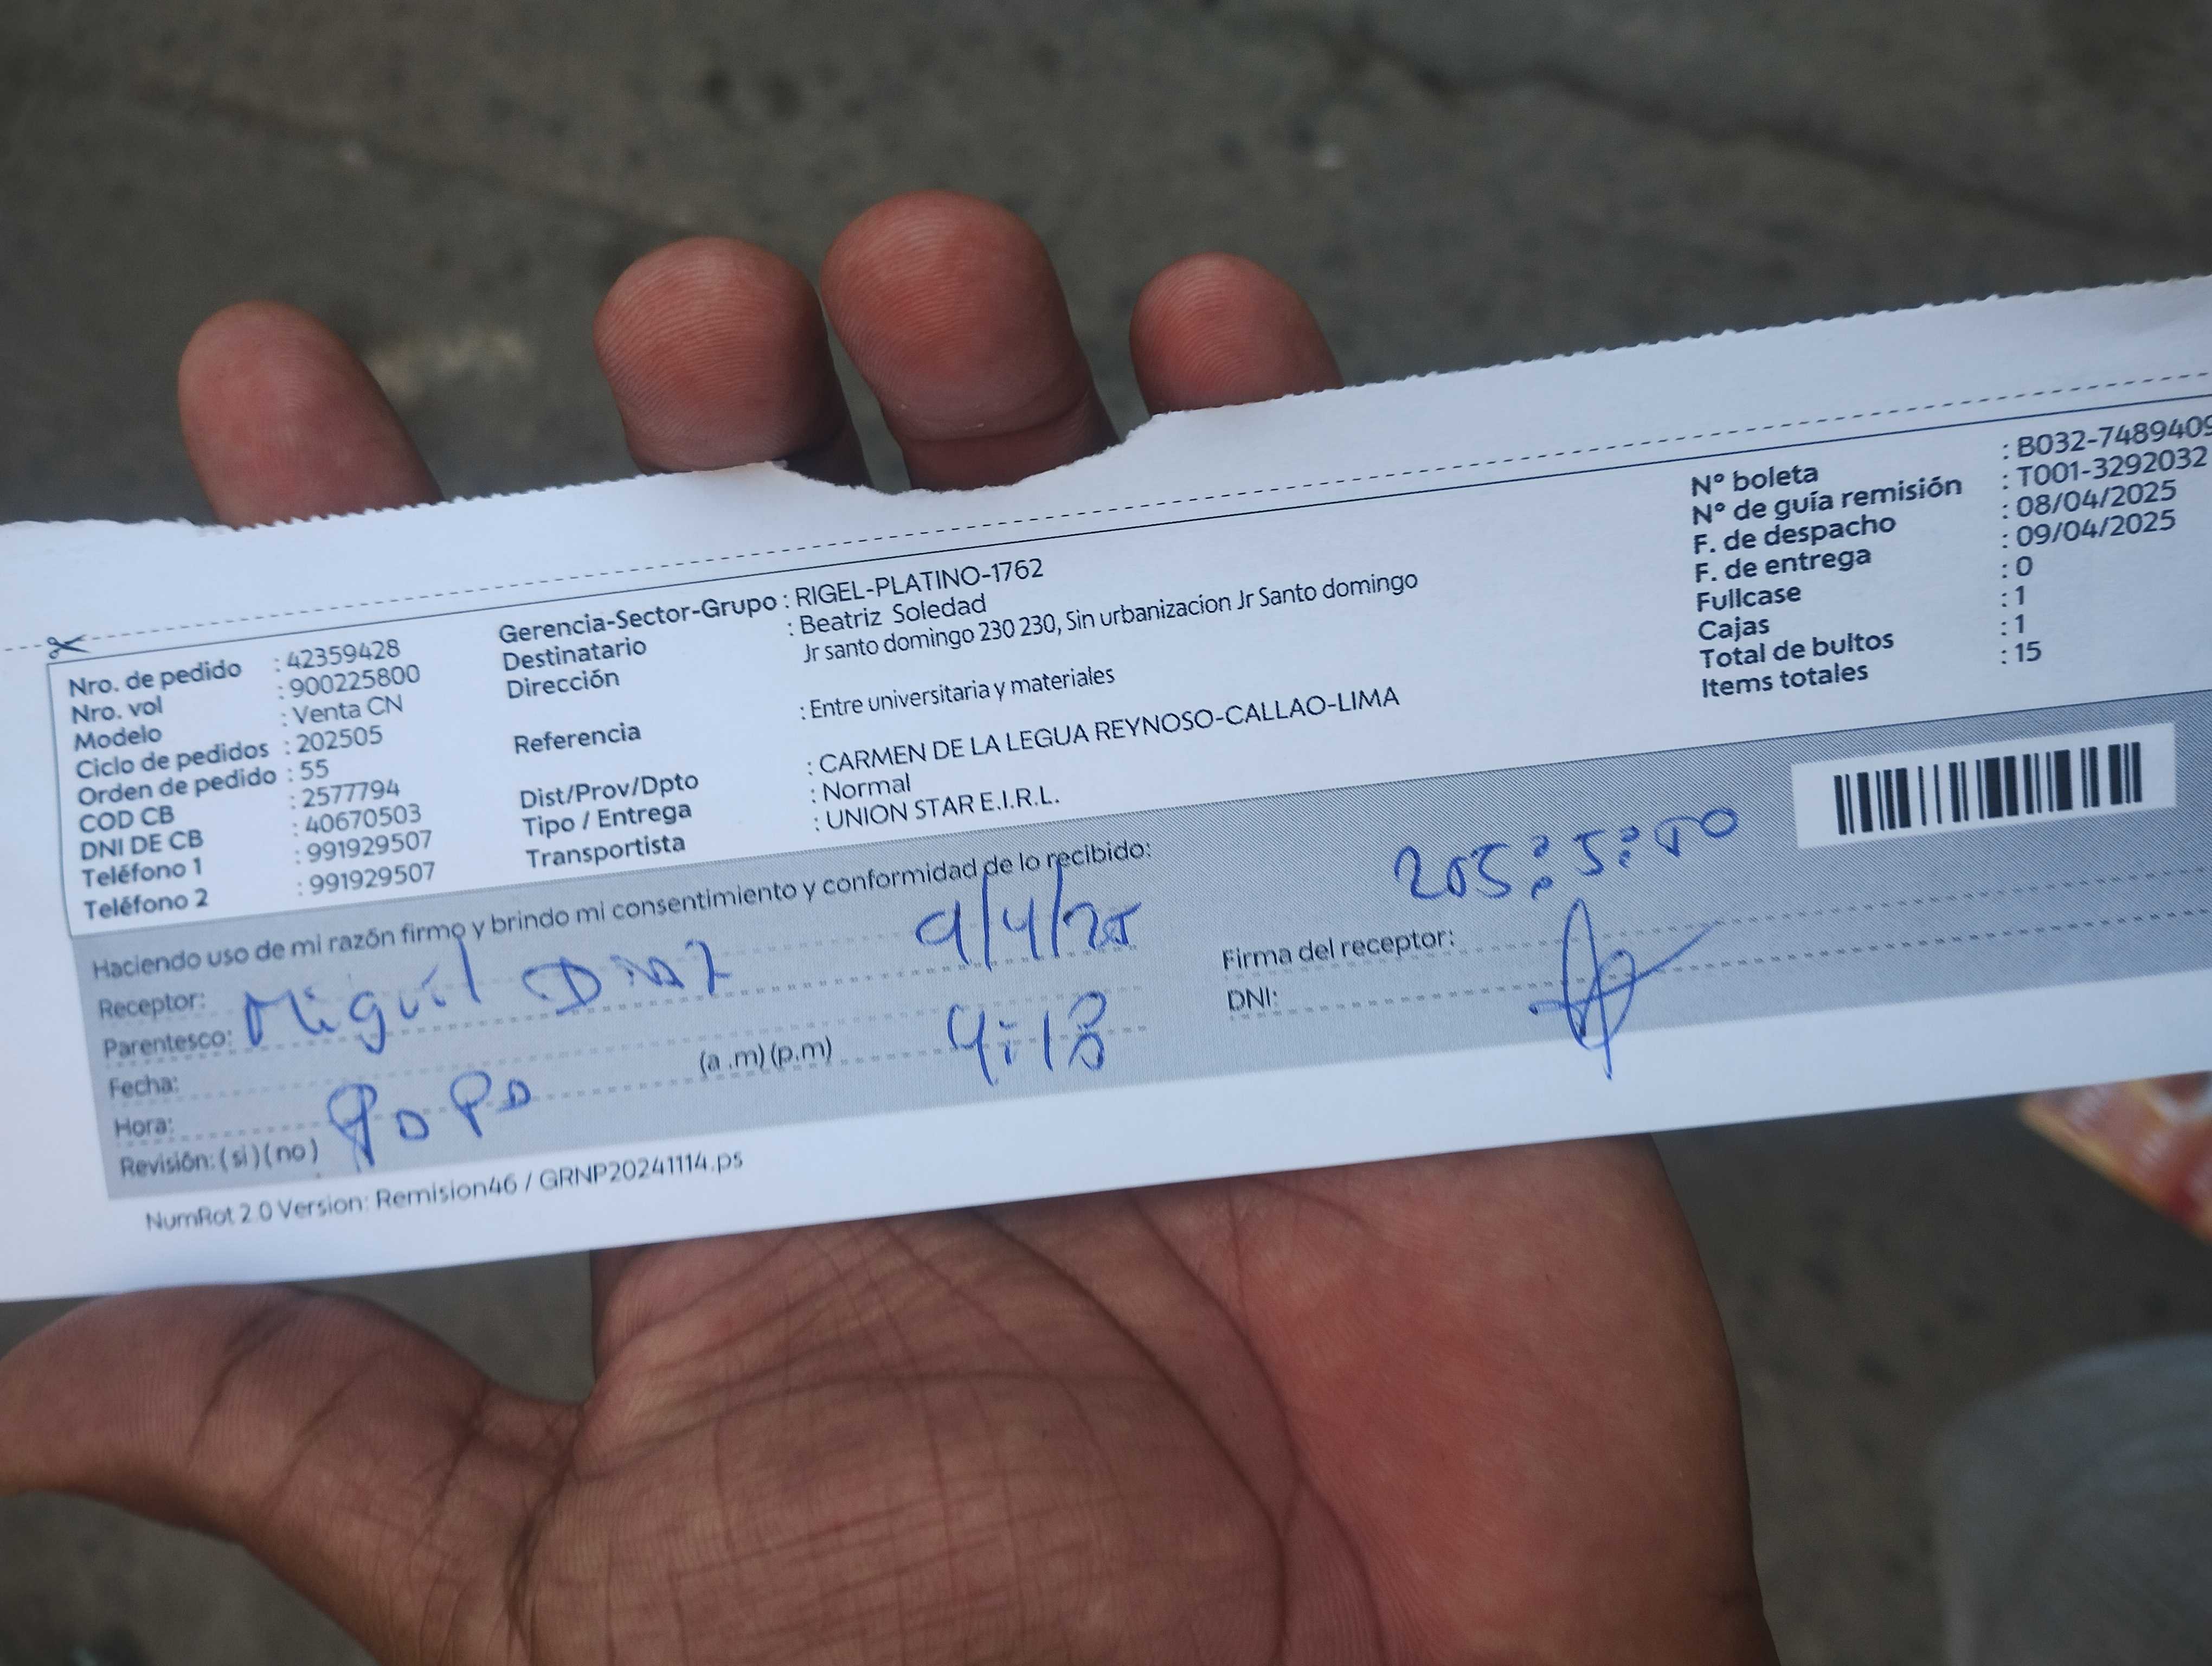 Nro. de pedido : 42359428
Nro. vol : 900225800
Modelo : Venta CN
Ciclo de pedidos : 202505
Orden de pedido : 55
COD CB : 2577794
DNI DE CB : 40670503
Teléfono 1 : 991929507
Teléfono 2 : 991929507
Gerencia-Sector-Grupo : RIGEL-PLATINO-1762
Destinatario : Beatriz Soledad
Dirección Jr santo domingo 230 230, Sin urbanizacion Jr Santo domingo
Referencia : Entre universitaria y materiales
Dist/Prov/Dpto : CARMEN DE LA LEGUA REYNOSO-CALLAO-LIMA
Tipo / Entrega : Normal
Transportista : UNION STAR E.I.R.L.
N° boleta : B032-7489409
N° de guía remisión : T001-3292032
F. de despacho : 08/04/2025
F. de entrega : 09/04/2025
Fullcase : 0
Cajas : 1
Total de bultos : 1
Items totales : 15
Haciendo uso de mi razón firmo y brindo mi consentimiento y conformidad de lo recibido:
Receptor: Miguel Diaz 9/4/25
Parentesco:
Fecha:
Hora: (a .m) (p.m) 4:18
Revisión: ( si ) ( no )
Firma del receptor:
DNI:
NumRot 2.0 Version: Remision46 / GRNP20241114.ps